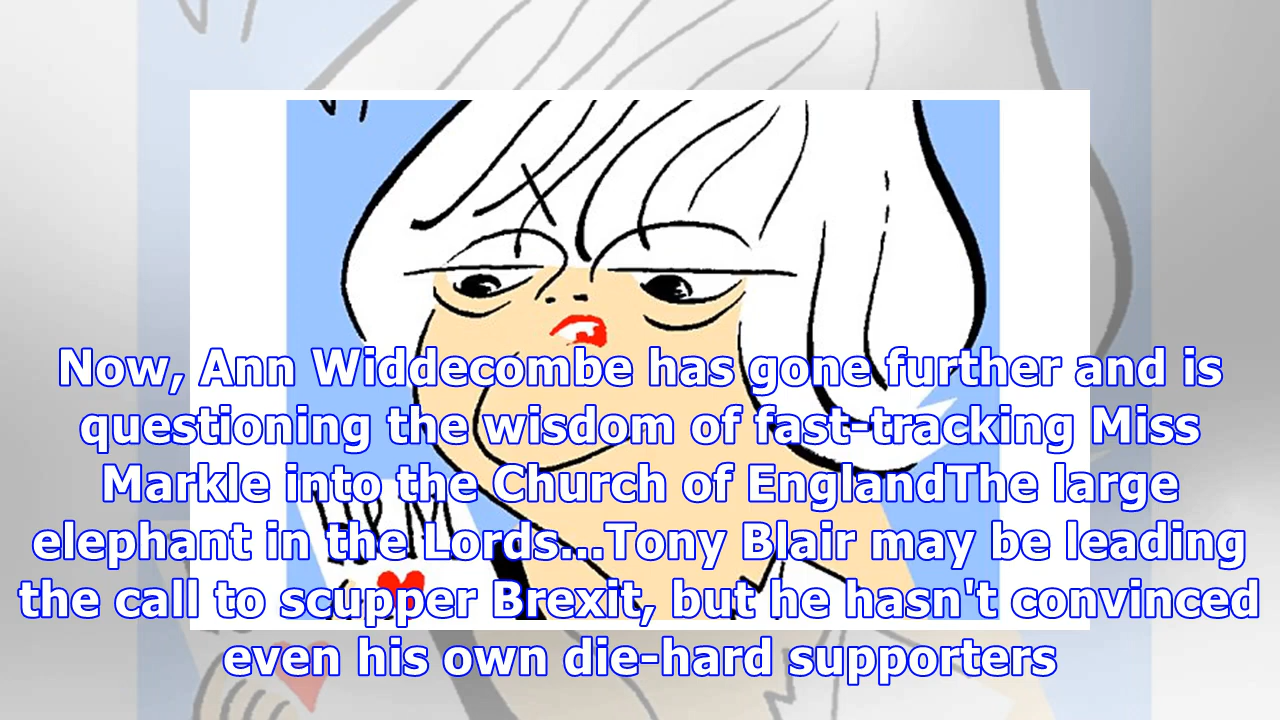 Now, Ann Widdecombe has gone further and is
questioning the wisdom of fast-tracking Miss
Markle into the Church of EnglandThe large
elephant in the Lords...Tony Blair may be leading
the call to scupper Brexit, but he hasn't convinced
even his own die-hard supporters